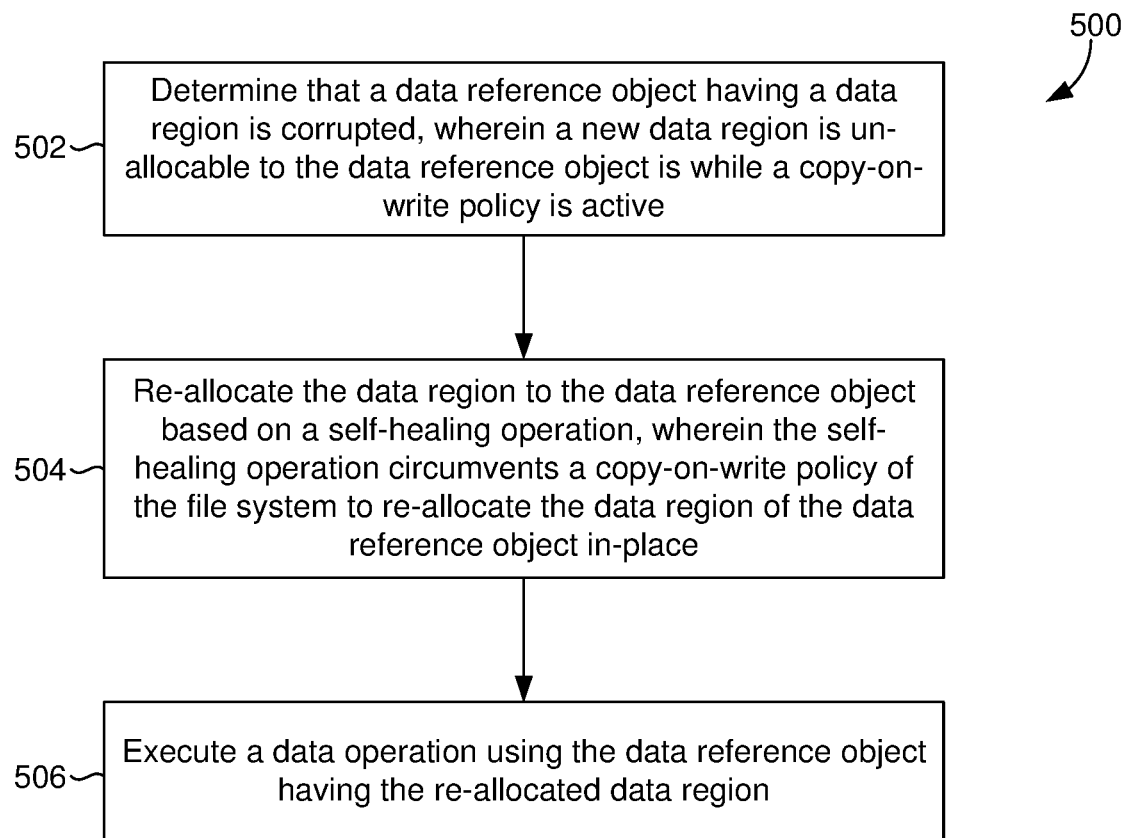 500
502
Determine that a data reference object having a data
region is corrupted, wherein a new data region is un-
allocable to the data reference object is while a copy-on-
write policy is active
504
Re-allocate the data region to the data reference object
based on a self-healing operation, wherein the self-
healing operation circumvents a copy-on-write policy of
the file system to re-allocate the data region of the data
reference object in-place
506
Execute a data operation using the data reference object
having the re-allocated data region